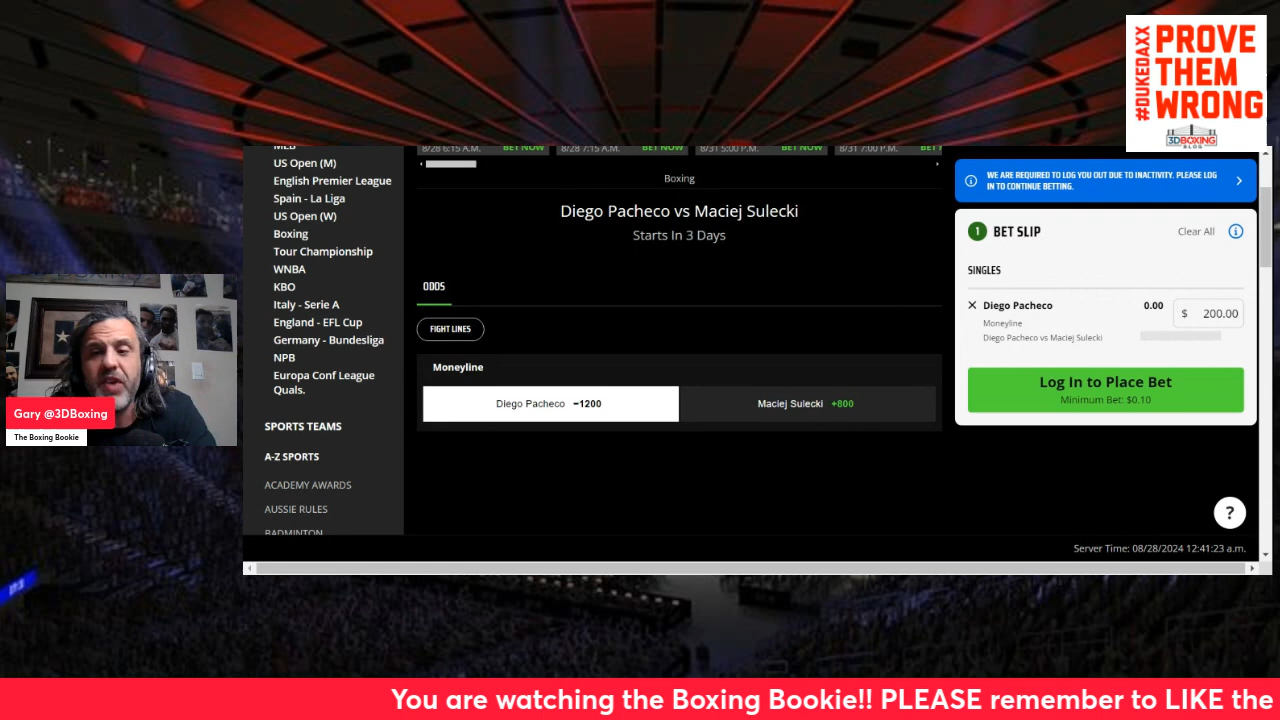 #DUKEDAXX
PROVE
THEM
WRONG
3DBOXING
BLOG
MLB
US Open (M)
English Premier League
Spain - La Liga
US Open (W)
Boxing
Tour Championship
WNBA
KBO
Italy - Serie A
England - EFL Cup
Germany - Bundesliga
NPB
Europa Conf League
Quals.
SPORTS TEAMS
A-Z SPORTS
ACADEMY AWARDS
AUSSIE RULES
BADMINTON
8/28 6:15 A.M. BET NOW
8/28 7:15 A.M. BET NOW
8/31 5:00 P.M. BET NOW
8/31 7:00 P.M. BET
Boxing
Diego Pacheco vs Maciej Sulecki
Starts In 3 Days
ODDS
FIGHT LINES
Moneyline
Diego Pacheco −1200
Maciej Sulecki +800
WE ARE REQUIRED TO LOG YOU OUT DUE TO INACTIVITY. PLEASE LOG
IN TO CONTINUE BETTING.
1 BET SLIP
Clear All
SINGLES
Diego Pacheco 0.00 $ 200.00
Moneyline
Diego Pacheco vs Maciej Sulecki
Log In to Place Bet
Minimum Bet: $0.10
?
Server Time: 08/28/2024 12:41:23 a.m.
Gary @3DBoxing
The Boxing Bookie
You are watching the Boxing Bookie!! PLEASE remember to LIKE the